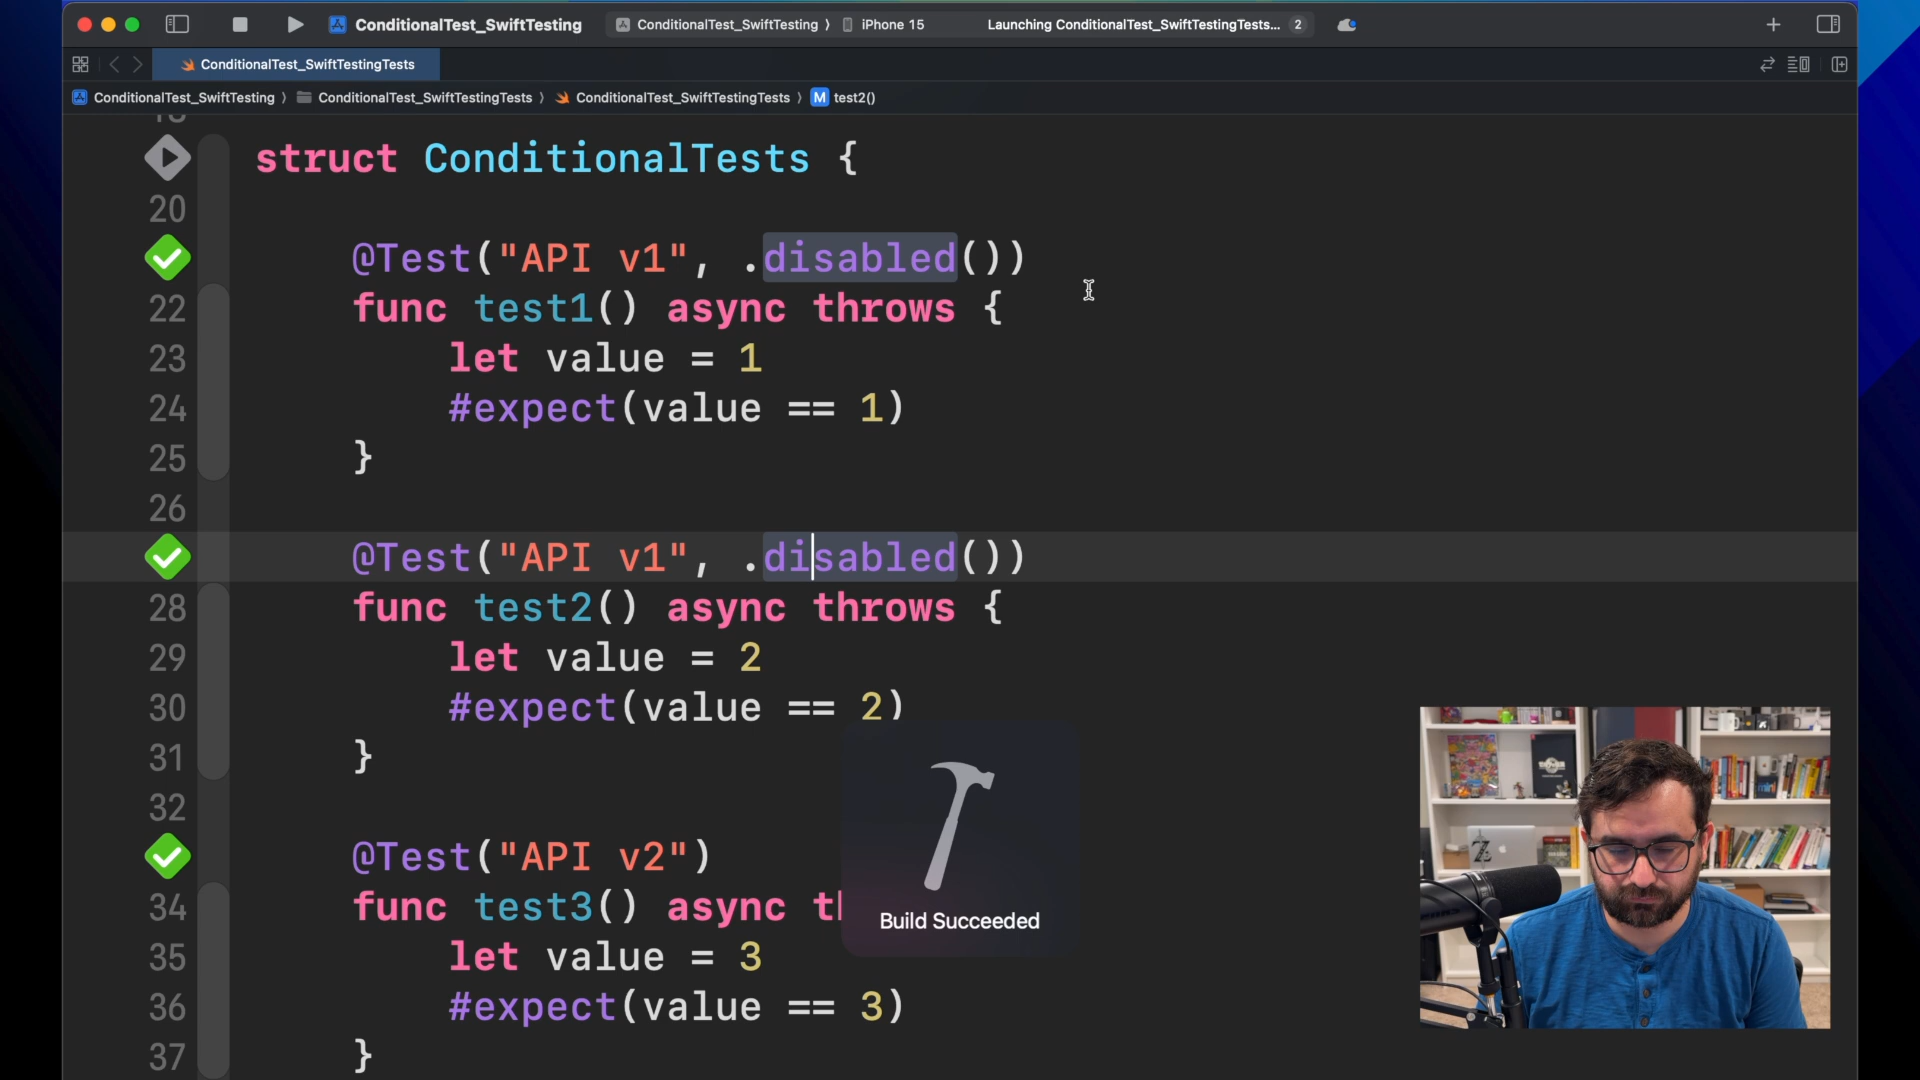 ConditionalTest_SwiftTesting
ConditionalTest_SwiftTesting 〉 iPhone 15
Launching ConditionalTest_SwiftTestingTests... 2
ConditionalTest_SwiftTestingTests
ConditionalTest_SwiftTesting 〉 ConditionalTest_SwiftTestingTests 〉 ConditionalTest_SwiftTestingTests 〉 M test2()
struct ConditionalTests {
20
@Test("API v1", .disabled())
22 func test1() async throws {
23 let value = 1
24 #expect(value == 1)
25 }
26
@Test("API v1", .disabled())
28 func test2() async throws {
29 let value = 2
30 #expect(value == 2)
31 }
32
@Test("API v2")
34 func test3() async
35 let value = 3
36 #expect(value == 3)
37 }
Build Succeeded